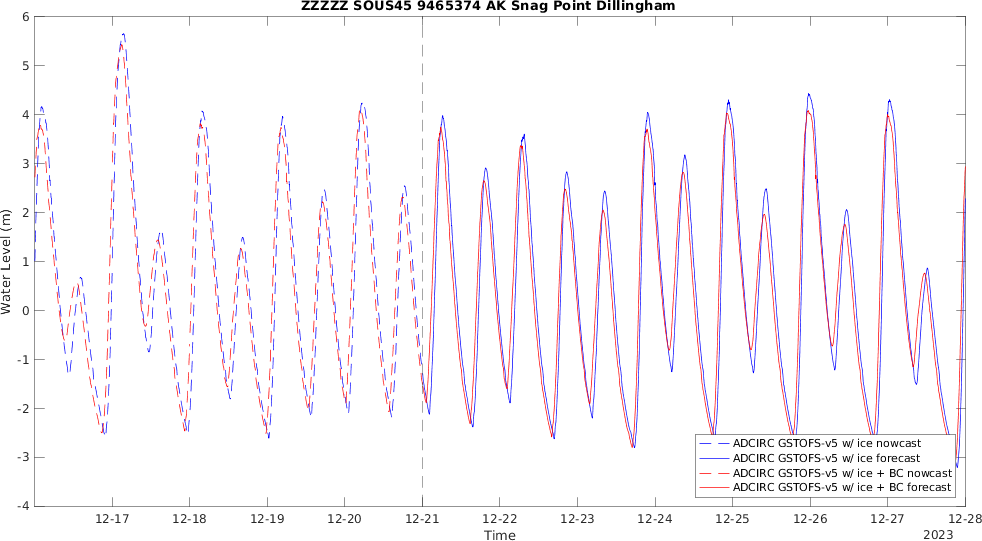 ZZZZZ SOUS45 9465374 AK Snag Point Dillingham
6
5
4
3
2
1
0
-1
-2
-3
-4
Water Level (m)
ADCIRC GSTOFS-v5 w/ ice nowcast
ADCIRC GSTOFS-v5 w/ ice forecast
ADCIRC GSTOFS-v5 w/ ice + BC nowcast
ADCIRC GSTOFS-v5 w/ ice + BC forecast
12-17 12-18 12-19 12-20 12-21 12-22 12-23 12-24 12-25 12-26 12-27 12-28
Time
2023